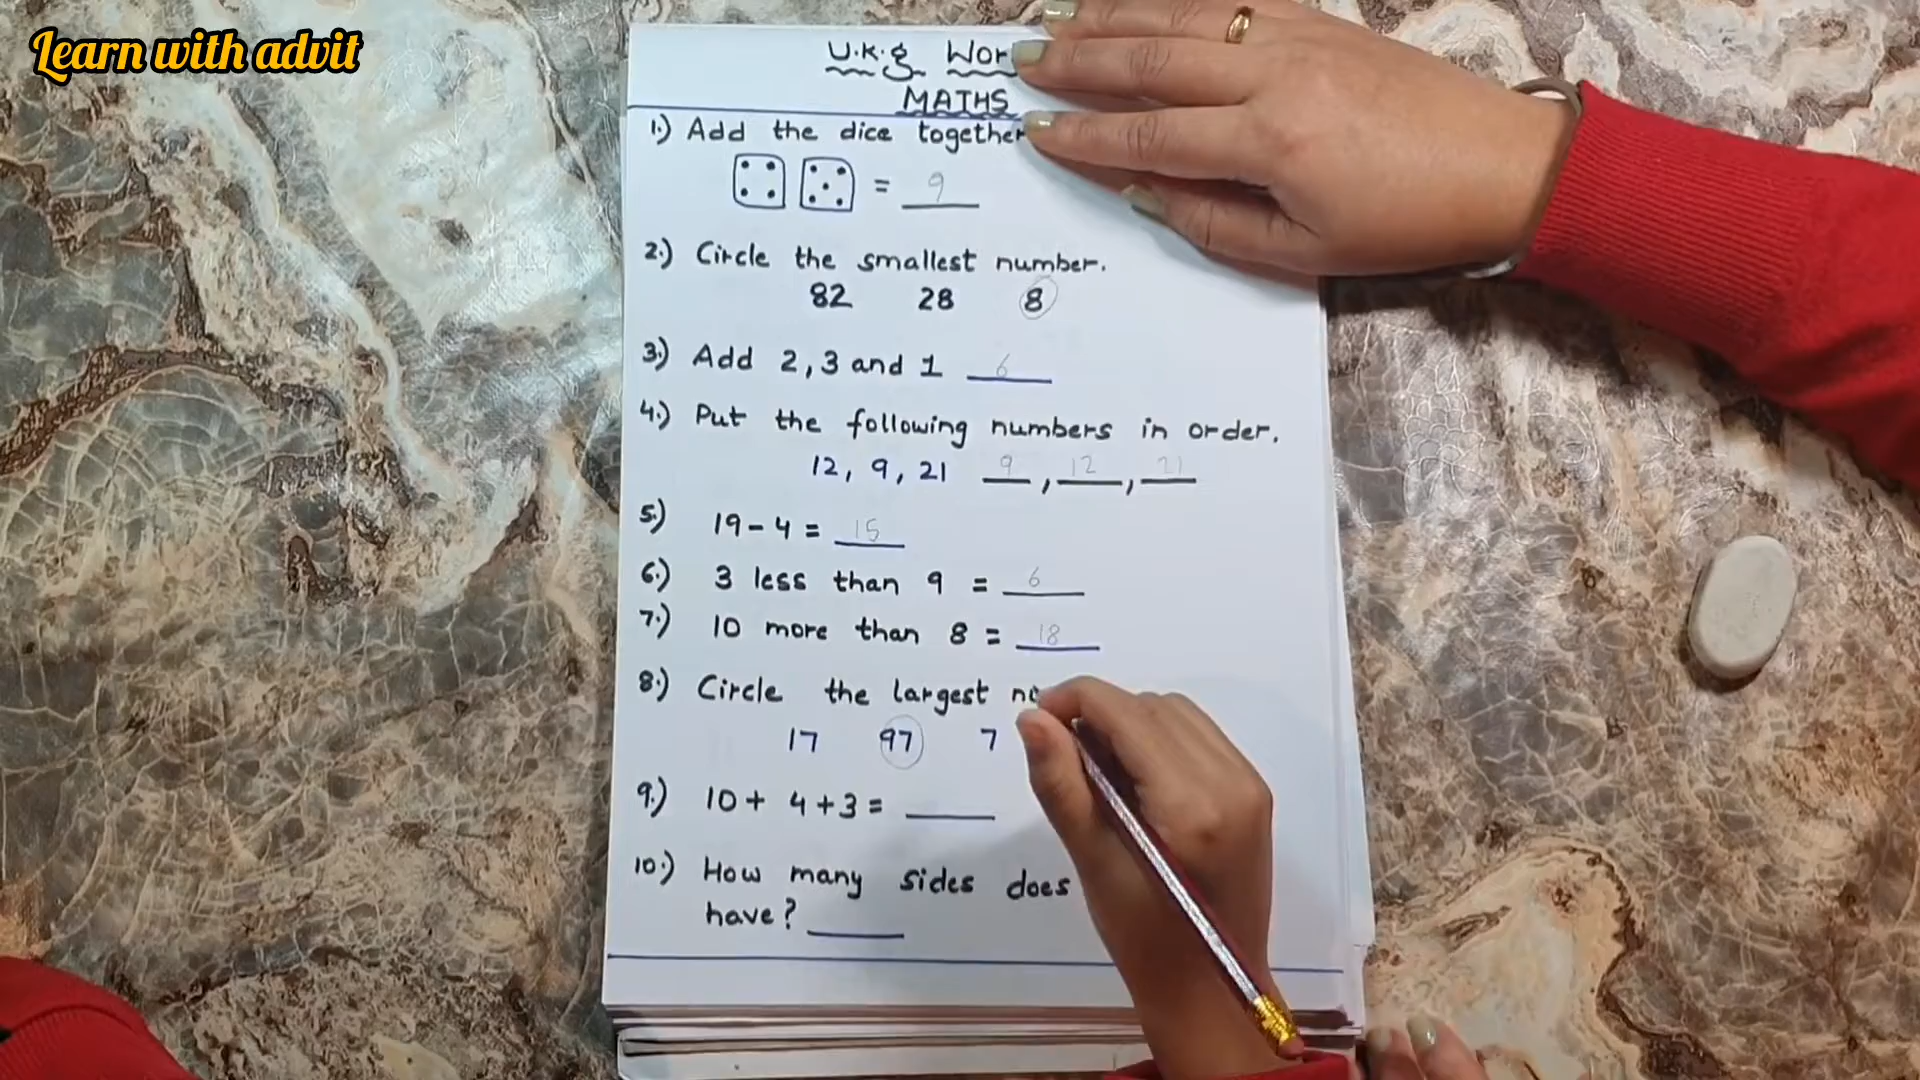 Learn with advit
U.K.g Wor
MATHS
1.) Add the dice together
= 9
2.) Circle the smallest number.
82 28 8
3.) Add 2, 3 and 1 6
4.) Put the following numbers in order.
12, 9, 21 9, 12, 21
5.) 19 - 4 = 15
6.) 3 less than 9 = 6
7.) 10 more than 8 = 18
8.) Circle the largest
17 97 7
9.) 10 + 4 + 3 =
10.) How many sides does
have?